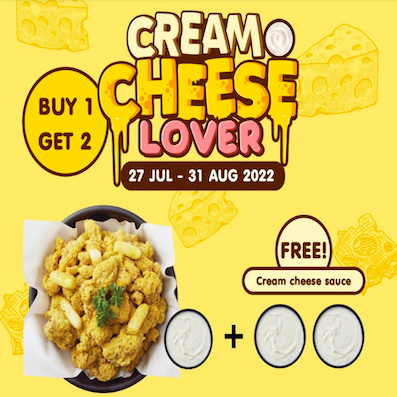 CREAM
CHEESE
LOVER
BUY 1
GET 2
27 JUL - 31 AUG 2022
FREE!
Cream cheese sauce
+